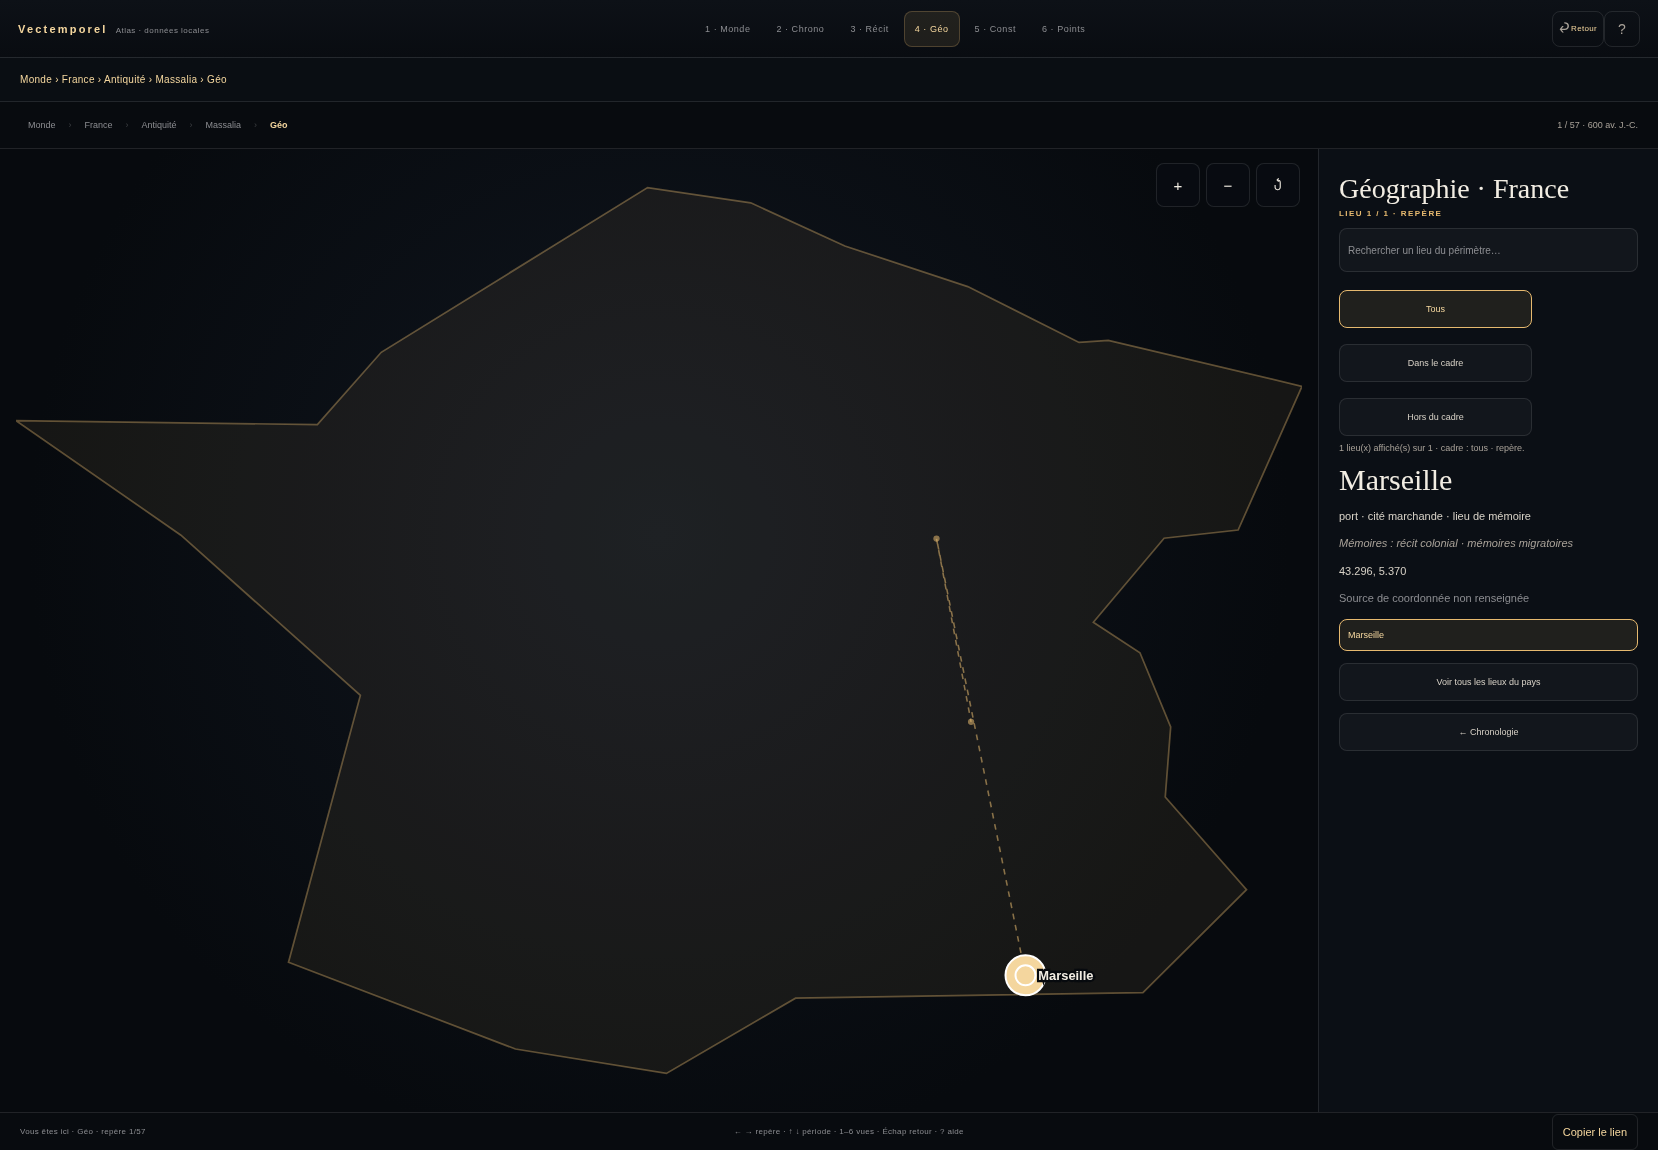 Vectemporel Atlas · données locales
1 · Monde 2 · Chrono 3 · Récit 4 · Géo 5 · Const 6 · Points
Retour ?
Monde › France › Antiquité › Massalia › Géo
Monde › France › Antiquité › Massalia › Géo
1 / 57 · 600 av. J.-C.
+ −
Marseille
Géographie · France
LIEU 1 / 1 · REPÈRE
Rechercher un lieu du périmètre…
Tous
Dans le cadre
Hors du cadre
1 lieu(x) affiché(s) sur 1 · cadre : tous · repère.
Marseille
port · cité marchande · lieu de mémoire
Mémoires : récit colonial · mémoires migratoires
43.296, 5.370
Source de coordonnée non renseignée
Marseille
Voir tous les lieux du pays
← Chronologie
Vous êtes ici · Géo · repère 1/57
← → repère · ↑ ↓ période · 1–6 vues · Échap retour · ? aide
Copier le lien